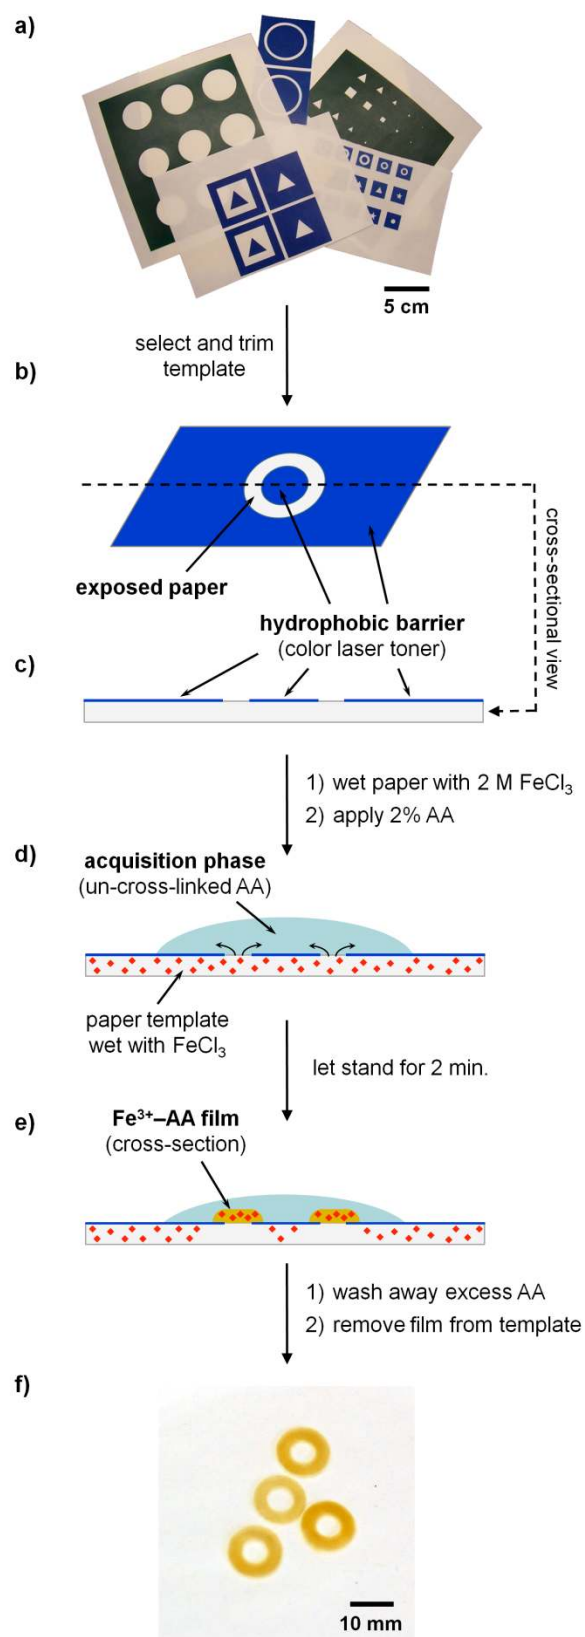 a)
5 cm
select and trim
template
b)
exposed paper
cross-sectional view
hydrophobic barrier
(color laser toner)
c)
1) wet paper with 2 M FeCl₃
2) apply 2% AA
d)
acquisition phase
(un-cross-linked AA)
paper template
wet with FeCl₃
let stand for 2 min.
e)
Fe³⁺–AA film
(cross-section)
1) wash away excess AA
2) remove film from template
f)
10 mm